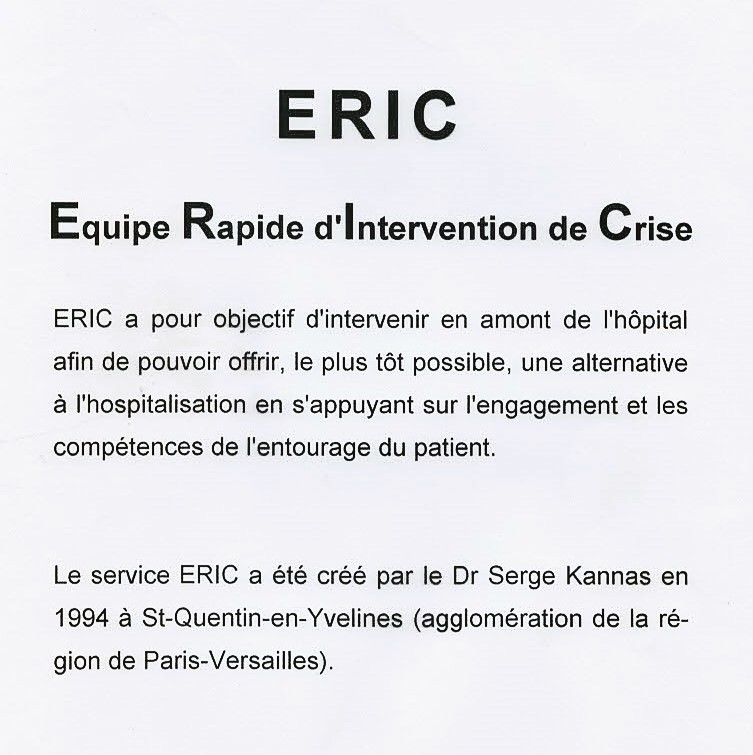 ERIC
Equipe Rapide d'Intervention de Crise
ERIC a pour objectif d'intervenir en amont de l'hôpital
afin de pouvoir offrir, le plus tôt possible, une alternative
à l'hospitalisation en s'appuyant sur l'engagement et les
compétences de l'entourage du patient.
Le service ERIC a été créé par le Dr Serge Kannas en
1994 à St-Quentin-en-Yvelines (agglomération de la ré-
gion de Paris-Versailles).